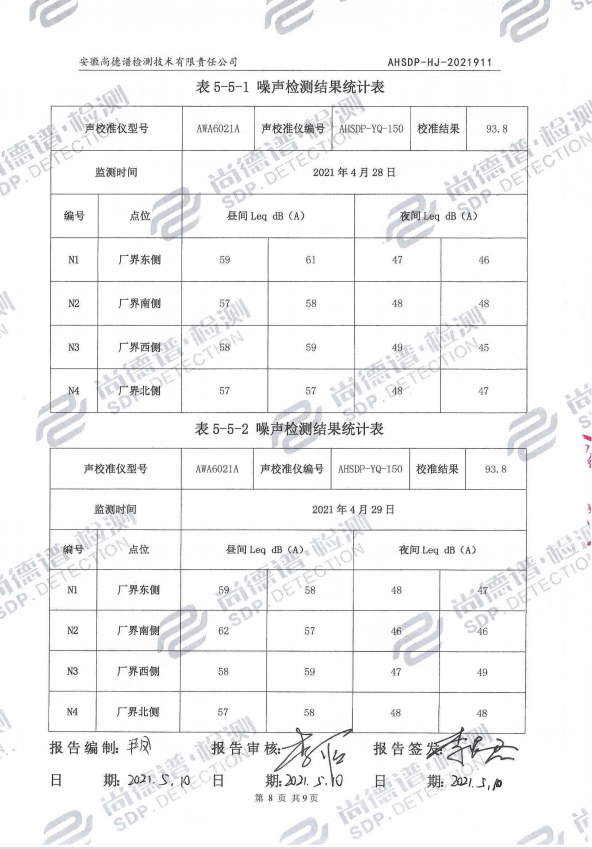 安徽尚德谱检测技术有限责任公司 AHSDP-HJ-2021911
表 5-5-1 噪声检测结果统计表
声校准仪型号 AWA6021A 声校准仪编号 AHSDP-YQ-150 校准结果 93.8
监测时间 2021 年 4 月 28 日
编号 点位 昼间 Leq dB（A） 夜间 Leq dB（A）
N1 厂界东侧 59 61 47 46
N2 厂界南侧 57 58 48 48
N3 厂界西侧 58 59 49 45
N4 厂界北侧 57 57 48 47
表 5-5-2 噪声检测结果统计表
声校准仪型号 AWA6021A 声校准仪编号 AHSDP-YQ-150 校准结果 93.8
监测时间 2021 年 4 月 29 日
编号 点位 昼间 Leq dB（A） 夜间 Leq dB（A）
N1 厂界东侧 59 58 48 47
N2 厂界南侧 62 57 46 46
N3 厂界西侧 58 59 47 49
N4 厂界北侧 57 58 48 48
报告编制: 报告审核: 报告签发:
日 期: 2021.5.10 日 期: 2021.5.10 日 期: 2021.5.10
第 8 页 共 9 页
尚德谱·检测
SDP.DETECTION